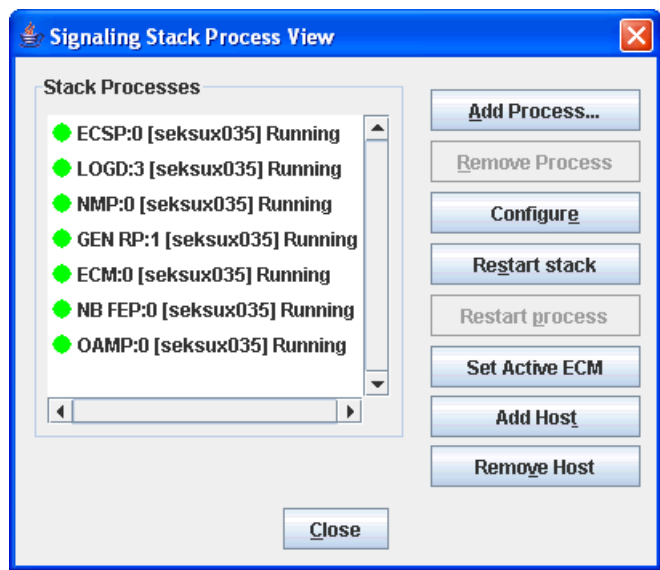 Signaling Stack Process View
Stack Processes
ECSP:0 [seksux035] Running
LOGD:3 [seksux035] Running
NMP:0 [seksux035] Running
GEN RP:1 [seksux035] Running
ECM:0 [seksux035] Running
NB FEP:0 [seksux035] Running
OAMP:0 [seksux035] Running
Add Process...
Remove Process
Configure
Restart stack
Restart process
Set Active ECM
Add Host
Remove Host
Close